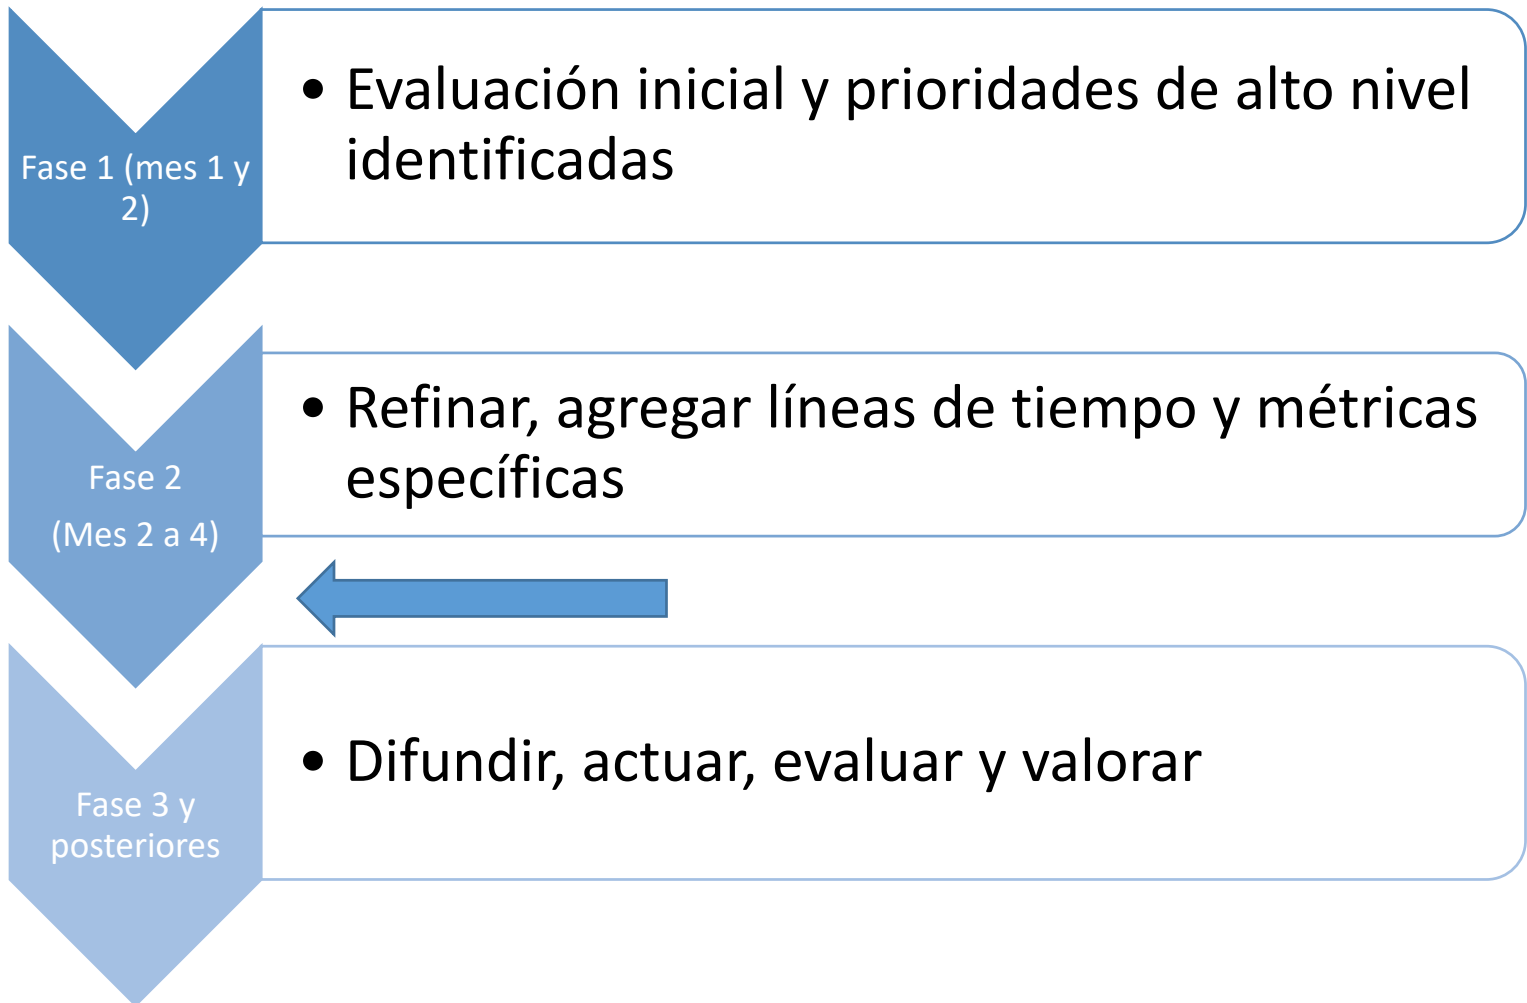 Fase 1 (mes 1 y
2)
• Evaluación inicial y prioridades de alto nivel
identificadas
Fase 2
(Mes 2 a 4)
• Refinar, agregar líneas de tiempo y métricas
específicas
Fase 3 y
posteriores
• Difundir, actuar, evaluar y valorar